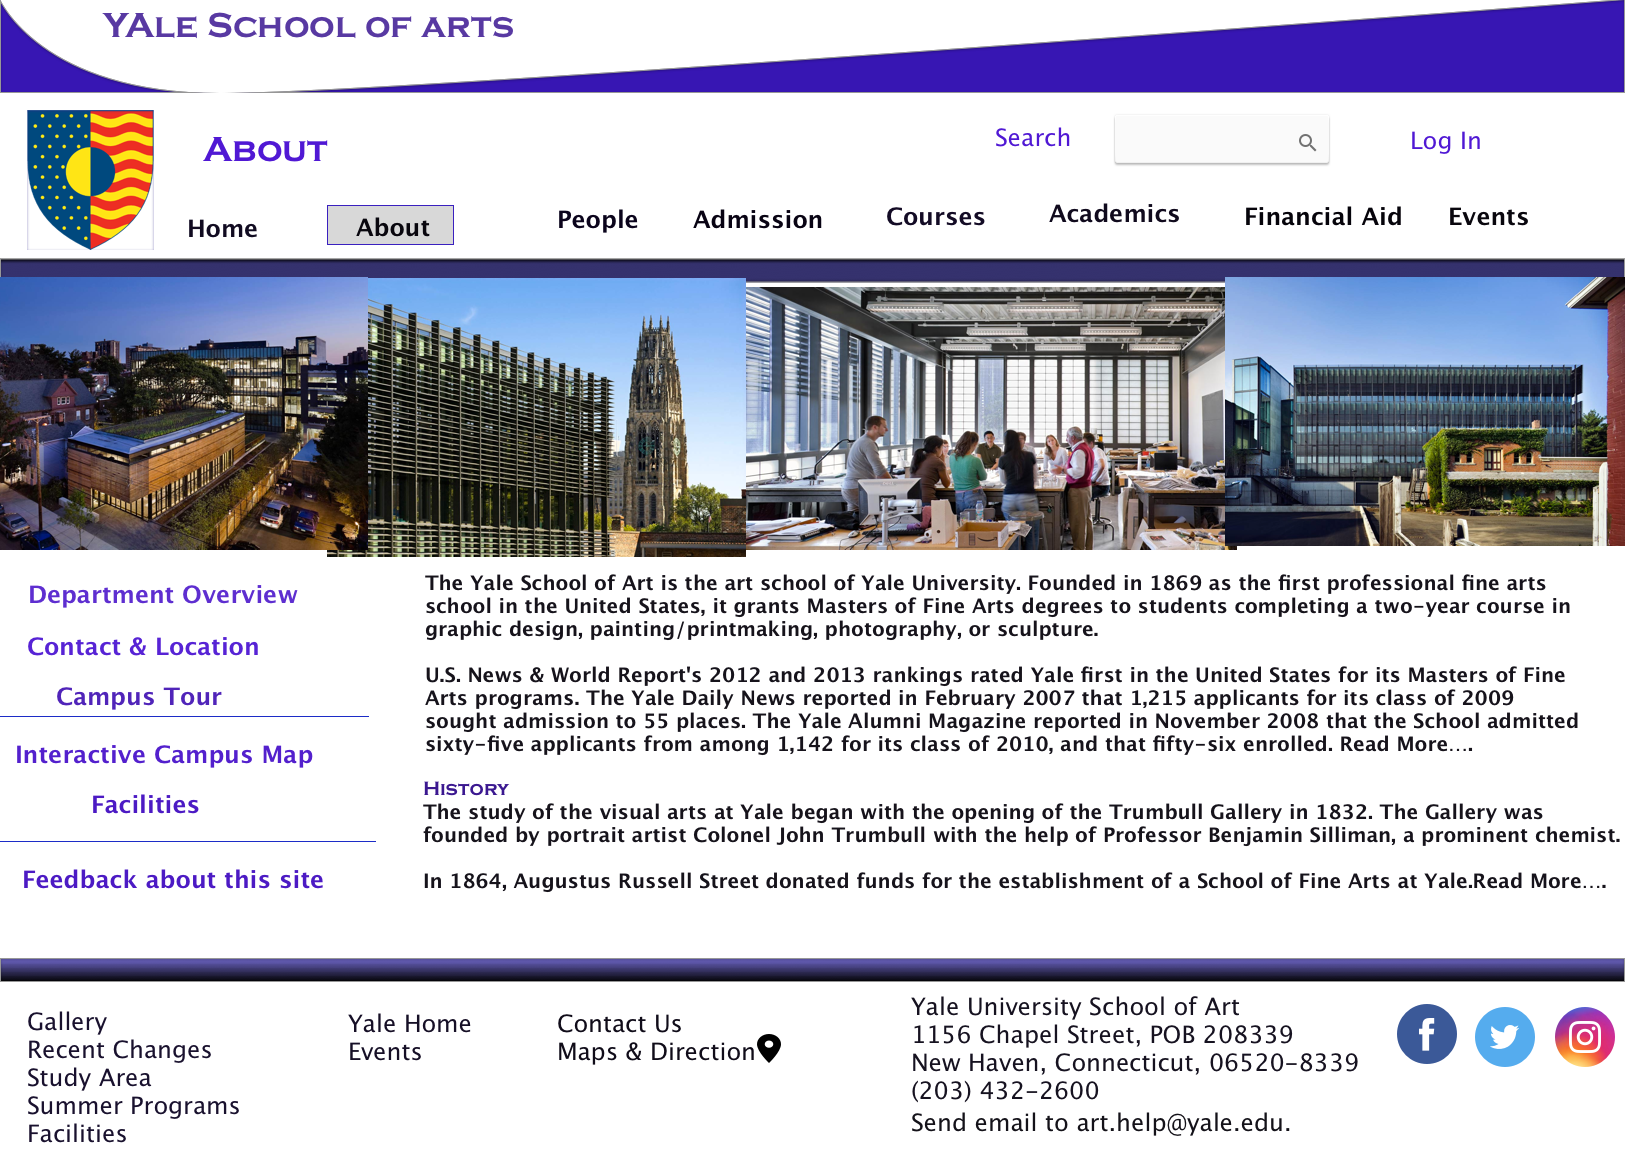 YALE SCHOOL OF ARTS
Search
Log In
ABOUT
Home
About
People
Admission
Courses
Academics
Financial Aid
Events
Department Overview
Contact & Location
Campus Tour
Interactive Campus Map
Facilities
Feedback about this site
The Yale School of Art is the art school of Yale University. Founded in 1869 as the first professional fine arts
school in the United States, it grants Masters of Fine Arts degrees to students completing a two-year course in
graphic design, painting/printmaking, photography, or sculpture.
U.S. News & World Report's 2012 and 2013 rankings rated Yale first in the United States for its Masters of Fine
Arts programs. The Yale Daily News reported in February 2007 that 1,215 applicants for its class of 2009
sought admission to 55 places. The Yale Alumni Magazine reported in November 2008 that the School admitted
sixty-five applicants from among 1,142 for its class of 2010, and that fifty-six enrolled. Read More….
HISTORY
The study of the visual arts at Yale began with the opening of the Trumbull Gallery in 1832. The Gallery was
founded by portrait artist Colonel John Trumbull with the help of Professor Benjamin Silliman, a prominent chemist.
In 1864, Augustus Russell Street donated funds for the establishment of a School of Fine Arts at Yale.Read More….
Gallery
Recent Changes
Study Area
Summer Programs
Facilities
Yale Home
Events
Contact Us
Maps & Direction
Yale University School of Art
1156 Chapel Street, POB 208339
New Haven, Connecticut, 06520-8339
(203) 432-2600
Send email to art.help@yale.edu.